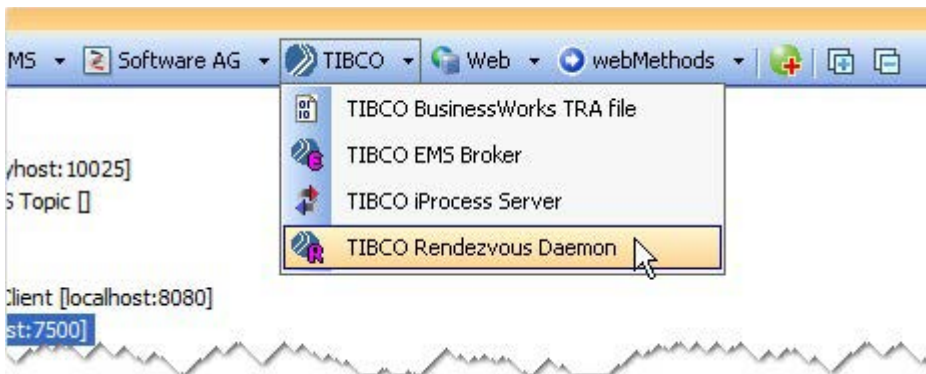 MS Software AG TIBCO Web webMethods
TIBCO BusinessWorks TRA file
TIBCO EMS Broker
yhost:10025]
S Topic []
TIBCO iProcess Server
TIBCO Rendezvous Daemon
Client [localhost:8080]
st:7500]